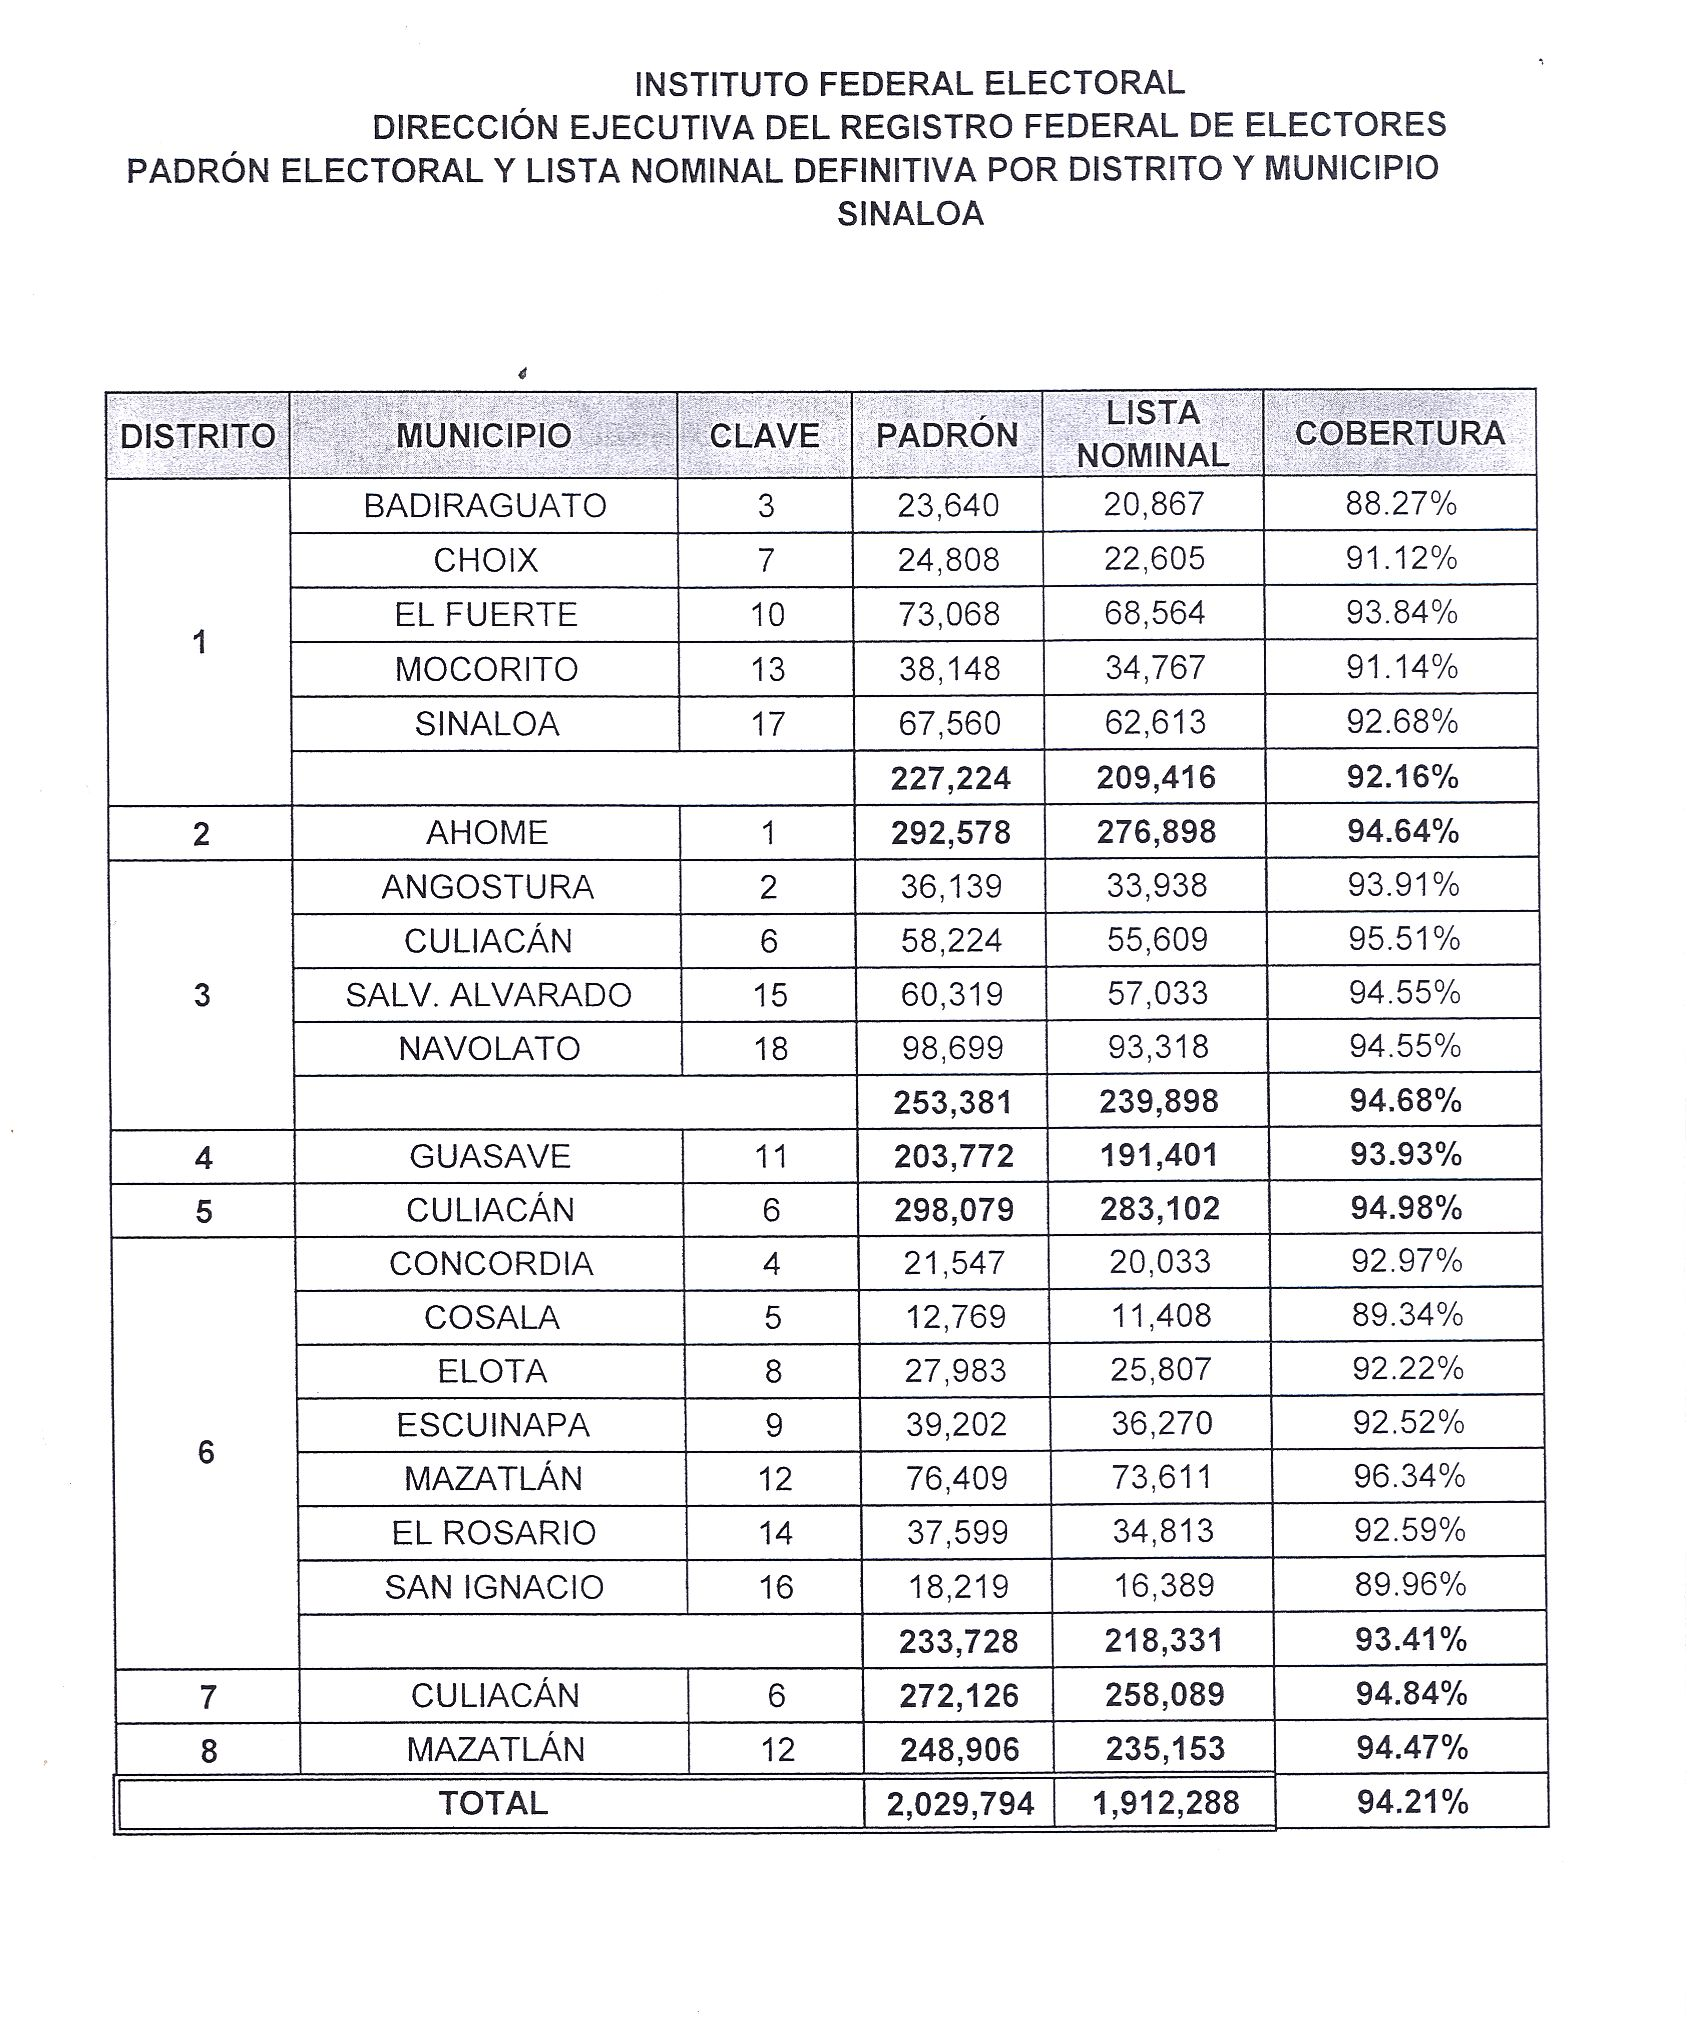 INSTITUTO FEDERAL ELECTORAL
DIRECCIÓN EJECUTIVA DEL REGISTRO FEDERAL DE ELECTORES
PADRÓN ELECTORAL Y LISTA NOMINAL DEFINITIVA POR DISTRITO Y MUNICIPIO
SINALOA
DISTRITO MUNICIPIO CLAVE PADRÓN LISTA NOMINAL COBERTURA
1
BADIRAGUATO 3 23,640 20,867 88.27%
CHOIX 7 24,808 22,605 91.12%
EL FUERTE 10 73,068 68,564 93.84%
MOCORITO 13 38,148 34,767 91.14%
SINALOA 17 67,560 62,613 92.68%
227,224 209,416 92.16%
2 AHOME 1 292,578 276,898 94.64%
3
ANGOSTURA 2 36,139 33,938 93.91%
CULIACÁN 6 58,224 55,609 95.51%
SALV. ALVARADO 15 60,319 57,033 94.55%
NAVOLATO 18 98,699 93,318 94.55%
253,381 239,898 94.68%
4 GUASAVE 11 203,772 191,401 93.93%
5 CULIACÁN 6 298,079 283,102 94.98%
6
CONCORDIA 4 21,547 20,033 92.97%
COSALA 5 12,769 11,408 89.34%
ELOTA 8 27,983 25,807 92.22%
ESCUINAPA 9 39,202 36,270 92.52%
MAZATLÁN 12 76,409 73,611 96.34%
EL ROSARIO 14 37,599 34,813 92.59%
SAN IGNACIO 16 18,219 16,389 89.96%
233,728 218,331 93.41%
7 CULIACÁN 6 272,126 258,089 94.84%
8 MAZATLÁN 12 248,906 235,153 94.47%
TOTAL 2,029,794 1,912,288 94.21%